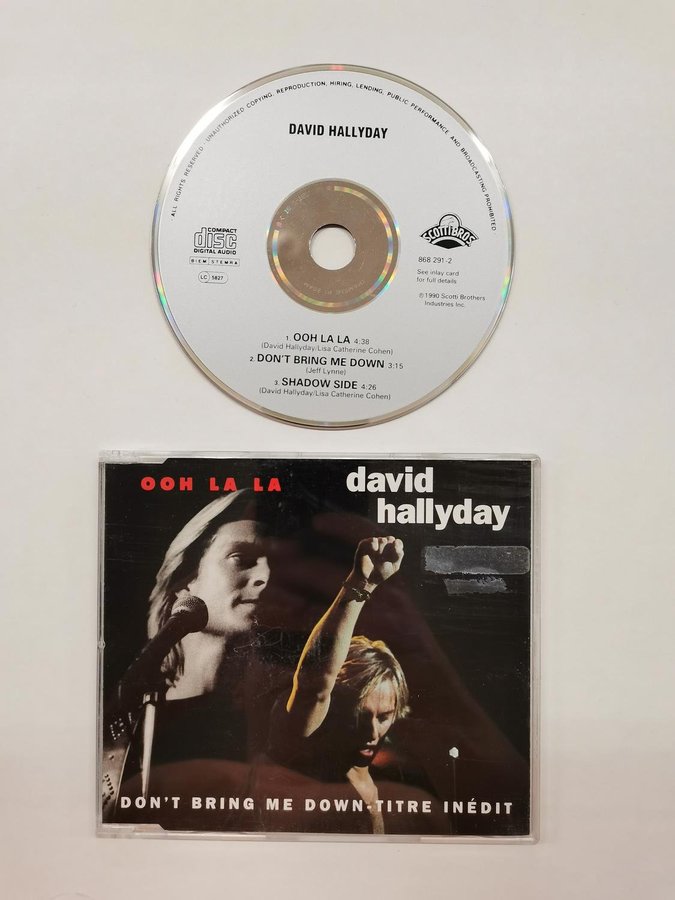 ALL RIGHTS RESERVED · UNAUTHORIZED COPYING, REPRODUCTION, HIRING, LENDING, PUBLIC PERFORMANCE AND BROADCASTING PROHIBITED ·
DAVID HALLYDAY
COMPACT
disc
DIGITAL AUDIO
BIEM STEMRA
LC 5827
SCOTTI BROS
868 291-2
See inlay card
for full details
℗ 1990 Scotti Brothers
Industries Inc.
1. OOH LA LA 4:38
(David Hallyday/Lisa Catherine Cohen)
2. DON'T BRING ME DOWN 3:15
(Jeff Lynne)
3. SHADOW SIDE 4:26
(David Hallyday/Lisa Catherine Cohen)
OOH LA LA
david
hallyday
DON'T BRING ME DOWN-TITRE INÉDIT